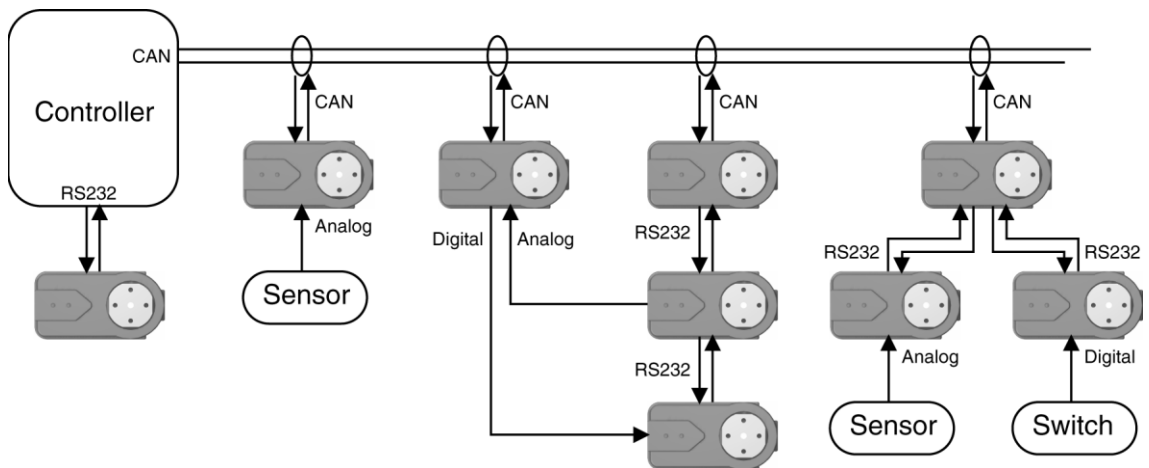 CAN
Controller
RS232
CAN
CAN
CAN
CAN
Analog
Sensor
Digital
Analog
RS232
RS232
RS232
RS232
Analog
Digital
Sensor
Switch